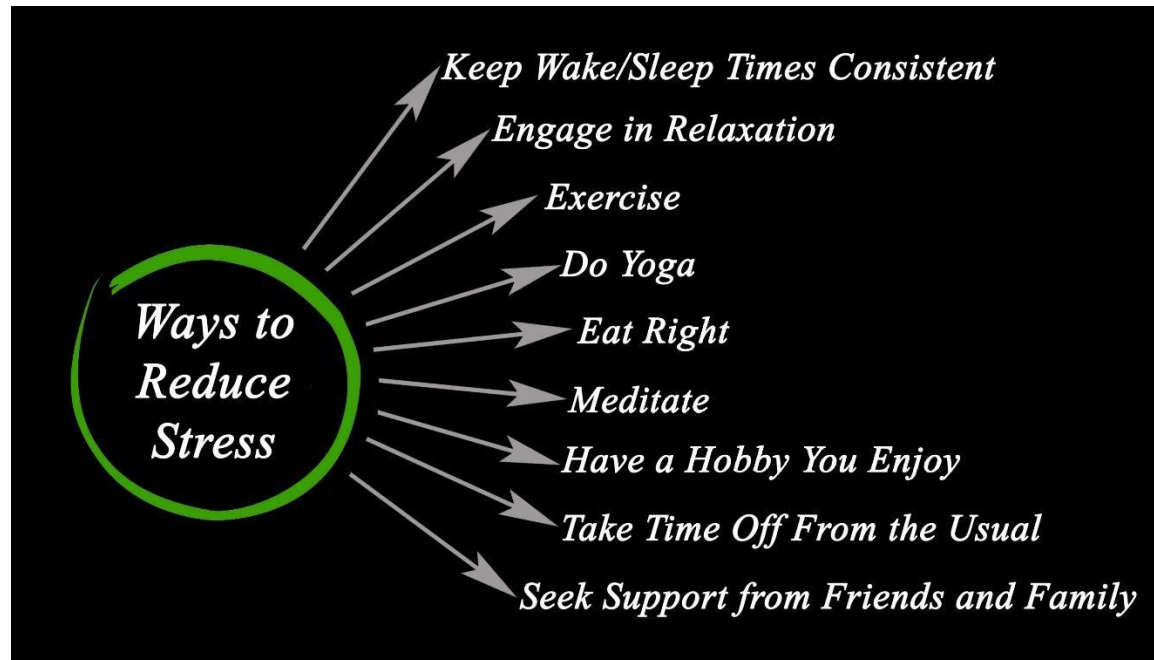 Ways to
Reduce
Stress
Keep Wake/Sleep Times Consistent
Engage in Relaxation
Exercise
Do Yoga
Eat Right
Meditate
Have a Hobby You Enjoy
Take Time Off From the Usual
Seek Support from Friends and Family